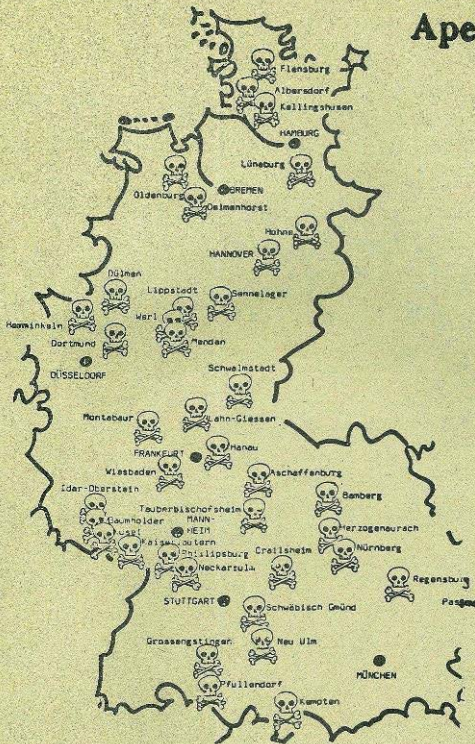 Ape
Flensburg
Albersdorf
Kellinghusen
HAMBURG
Lüneburg
Oldenburg
BREMEN
Delmenhorst
Hohne
HANNOVER
Dülmen
Lippstadt
Sennelager
Hamminkeln
Werl
Dortmund
Menden
DÜSSELDORF
Schwalmstadt
Montabaur
Lahn-Giessen
FRANKFURT
Hanau
Wiesbaden
Aschaffenburg
Idar-Oberstein
Bamberg
Tauberbischofsheim
Baumholder
MANN-
HEIM
Herzogenaurach
Kusel
Kaiserslautern
Crailsheim
Nürnberg
Philippsburg
Neckarzulm
Regensburg
STUTTGART
Schwäbisch Gmünd
Grossengstingen
Neu Ulm
MÜNCHEN
Pfullendorf
Kempten